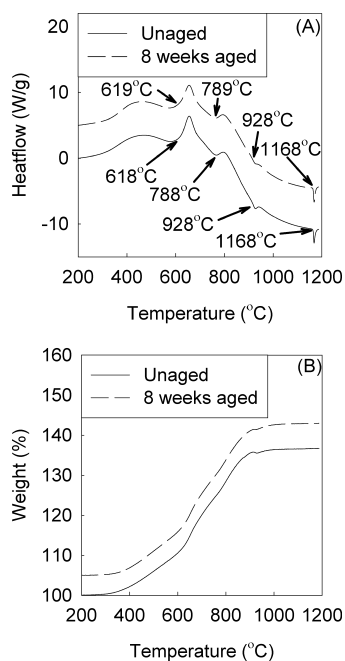 (A)
Unaged
8 weeks aged
20
10
0
-10
Heatflow (W/g)
619°C
789°C
928°C
1168°C
618°C
788°C
928°C
1168°C
200 400 600 800 1000 1200
Temperature (°C)
(B)
Unaged
8 weeks aged
160
150
140
130
120
110
100
Weight (%)
200 400 600 800 1000 1200
Temperature (°C)